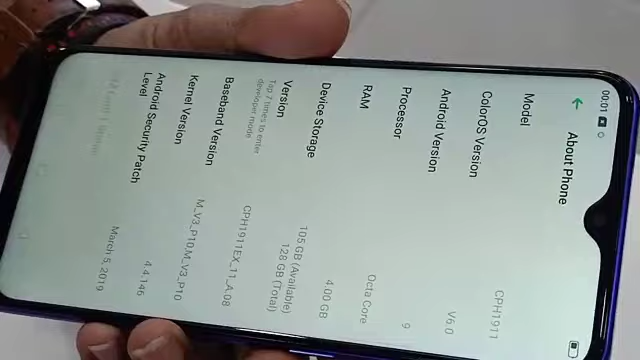 00:01
About Phone
Model CPH1911
ColorOS Version V6.0
Android Version 9
Processor Octa Core
RAM 4.00 GB
Device Storage 105 GB (Available)
128 GB (Total)
Version CPH1911EX_11_A.08
Tap 7 times to enter
developer mode
Baseband Version M_V3_P10,M_V3_P10
Kernel Version 4.4.146
Android Security Patch
Level March 5, 2019